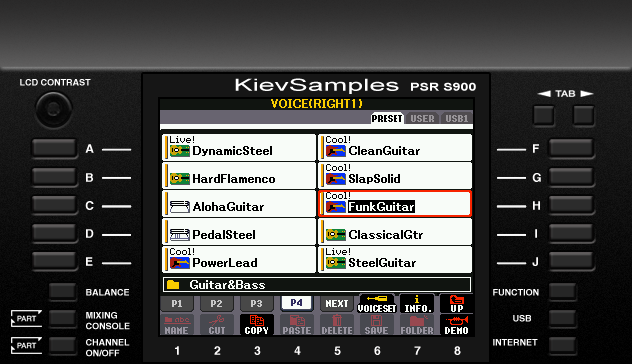 KievSamples PSR S900
LCD CONTRAST
VOICE(RIGHT1)
◄ TAB ►
PRESET USER USB1
A
Live!
DynamicSteel
Cool!
CleanGuitar
F
B
HardFlamenco
Cool!
SlapSolid
G
C
AlohaGuitar
Cool!
FunkGuitar
H
D
PedalSteel
ClassicalGtr
I
E
Cool!
PowerLead
Live!
SteelGuitar
J
Guitar&Bass
BALANCE
FUNCTION
P1 P2 P3 P4 NEXT VOICESET INFO. UP
PART
MIXING
CONSOLE
USB
NAME CUT COPY PASTE DELETE SAVE FOLDER DEMO
PART
CHANNEL
ON/OFF
INTERNET
1 2 3 4 5 6 7 8